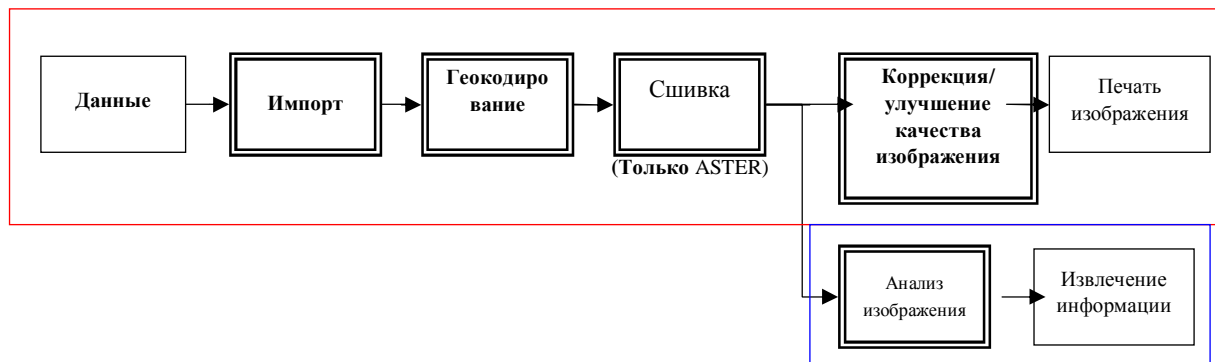 Данные
Импорт
Геокодиро
вание
Сшивка
(Только ASTER)
Коррекция/
улучшение
качества
изображения
Печать
изображения
Анализ
изображения
Извлечение
информации